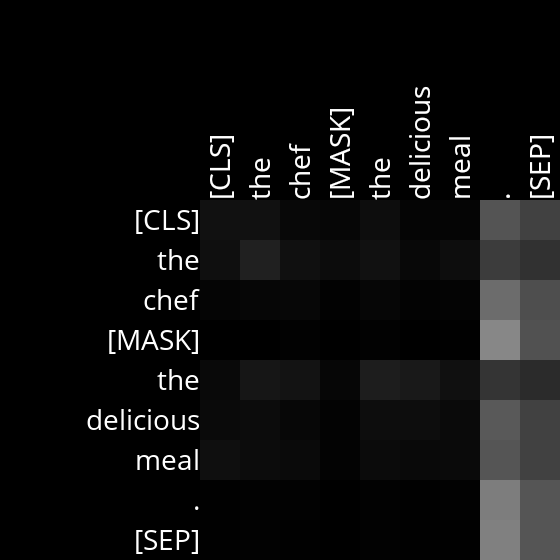 [CLS] the chef [MASK] the delicious meal . [SEP]
[CLS]
the
chef
[MASK]
the
delicious
meal
.
[SEP]